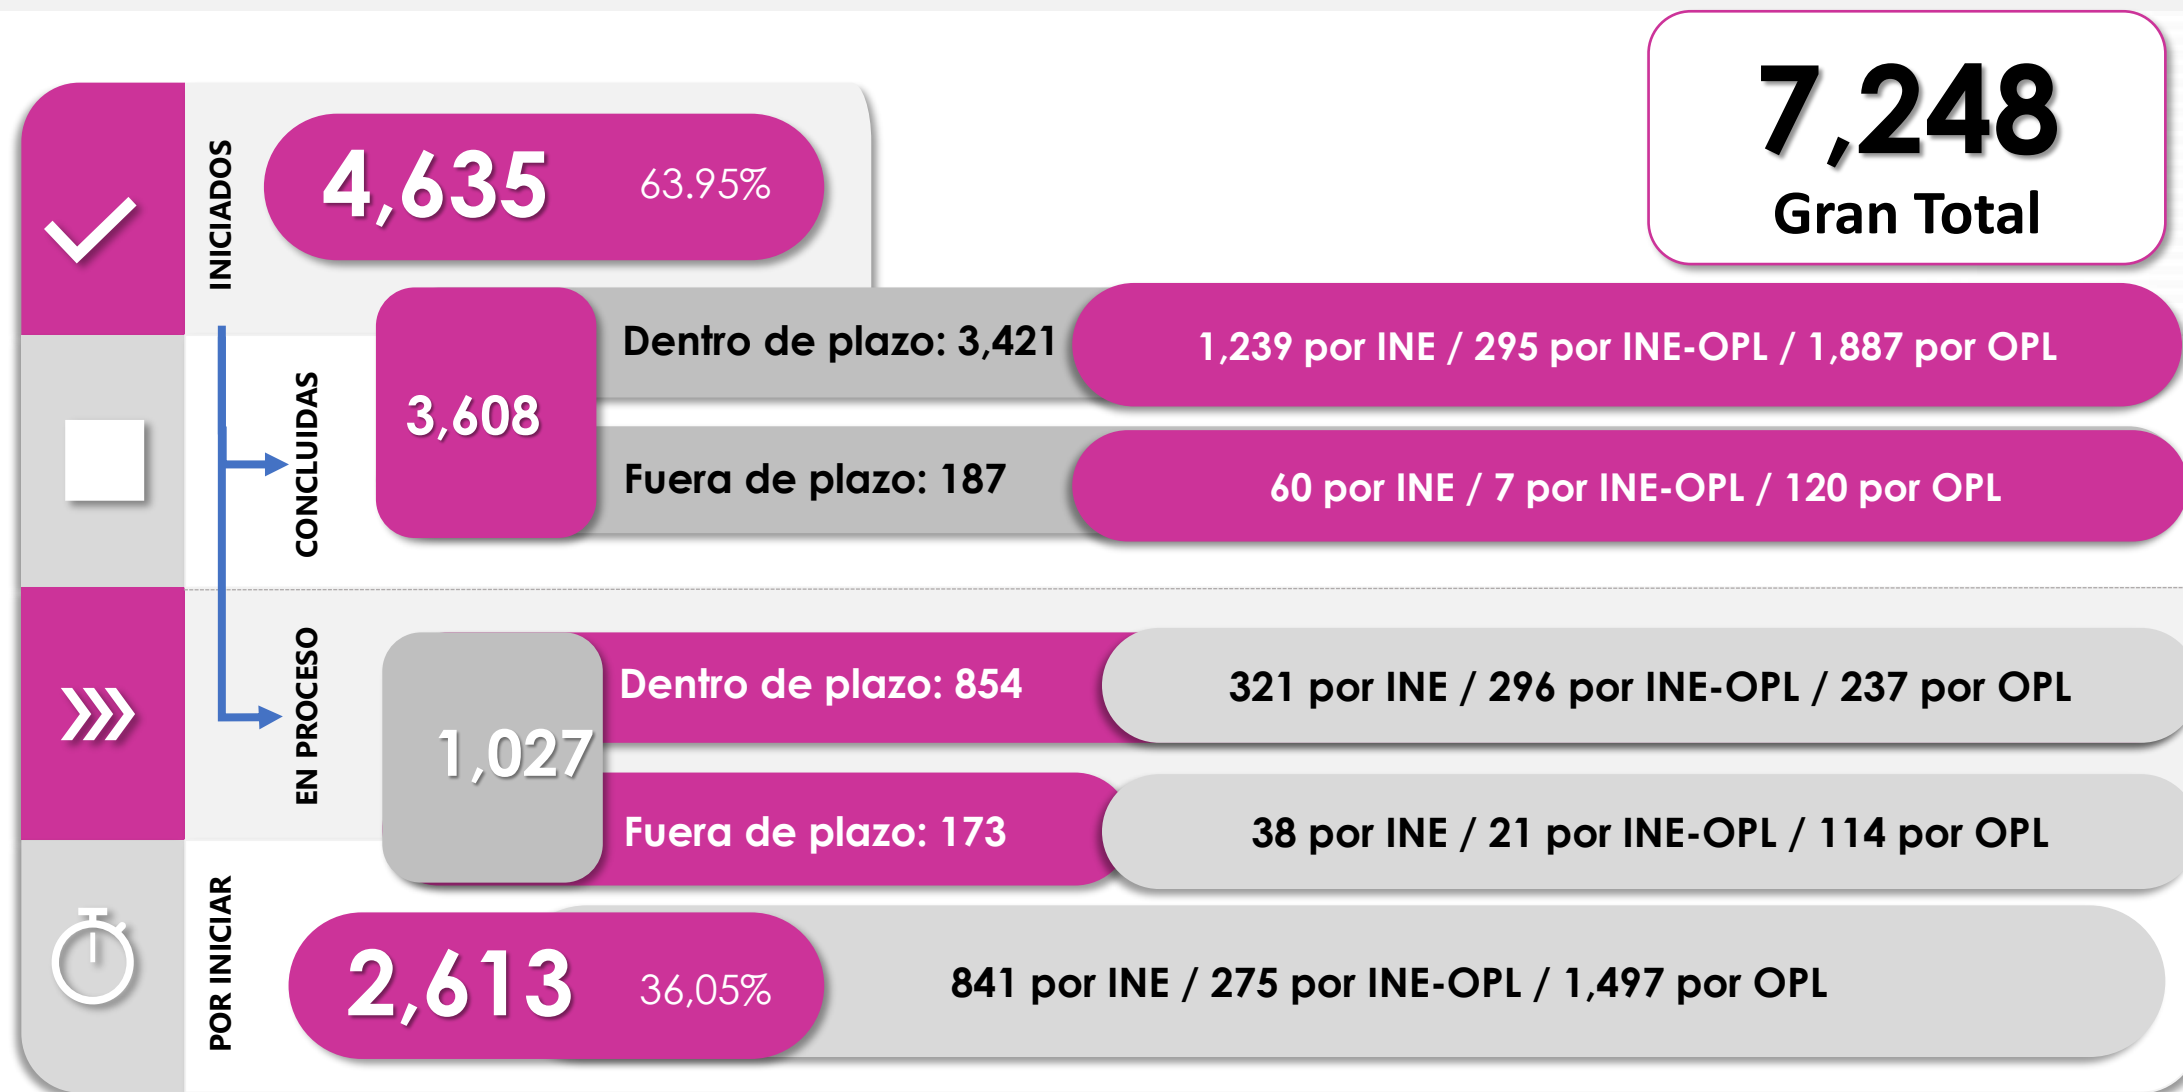 7,248
Gran Total
INICIADOS
4,635 63.95%
CONCLUIDAS
3,608
Dentro de plazo: 3,421
1,239 por INE / 295 por INE-OPL / 1,887 por OPL
Fuera de plazo: 187
60 por INE / 7 por INE-OPL / 120 por OPL
EN PROCESO
1,027
Dentro de plazo: 854
321 por INE / 296 por INE-OPL / 237 por OPL
Fuera de plazo: 173
38 por INE / 21 por INE-OPL / 114 por OPL
POR INICIAR
2,613 36,05%
841 por INE / 275 por INE-OPL / 1,497 por OPL